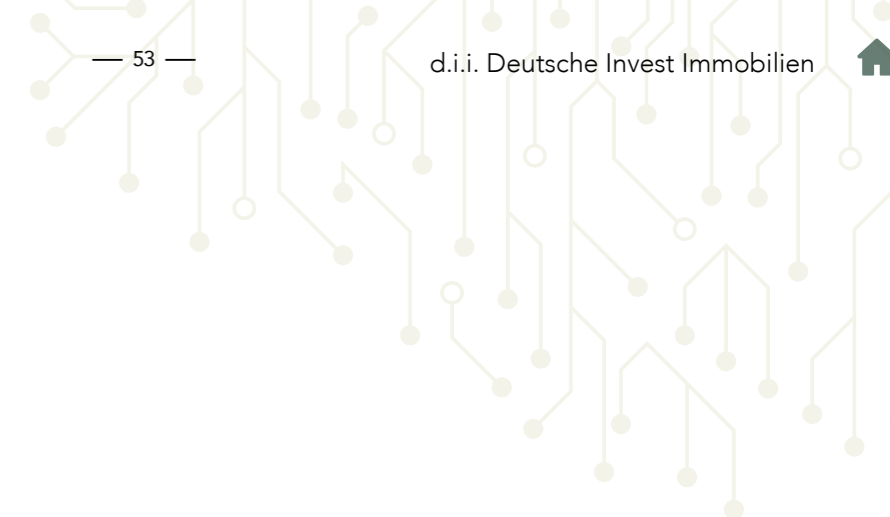 — 53 —
d.i.i. Deutsche Invest Immobilien